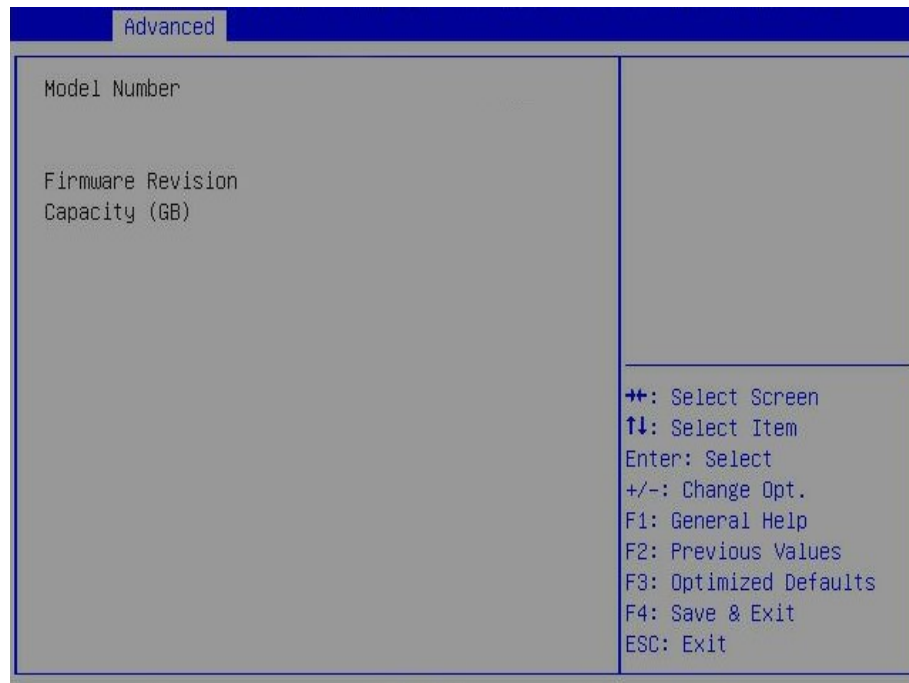 Advanced
Model Number
Firmware Revision
Capacity (GB)
→←: Select Screen
↑↓: Select Item
Enter: Select
+/-: Change Opt.
F1: General Help
F2: Previous Values
F3: Optimized Defaults
F4: Save & Exit
ESC: Exit